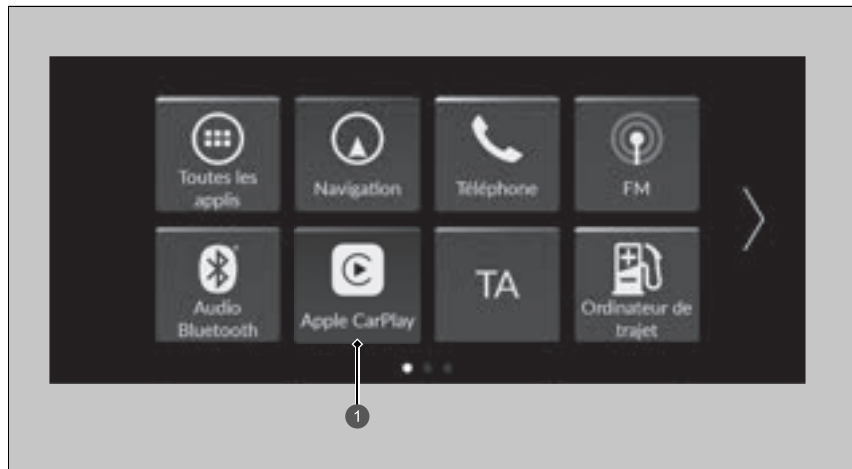 Toutes les
applis
Navigation
Téléphone
FM
Audio
Bluetooth
Apple CarPlay
TA
Ordinateur de
trajet
1